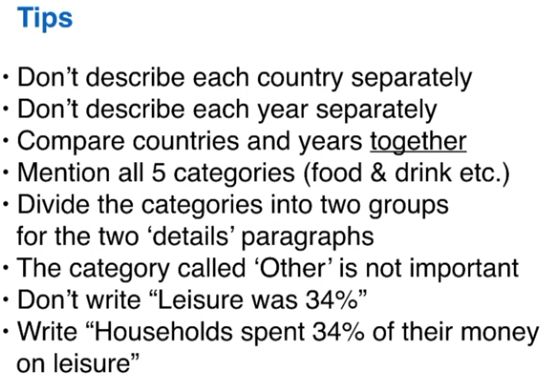 Tips
• Don’t describe each country separately
• Don’t describe each year separately
• Compare countries and years together
• Mention all 5 categories (food & drink etc.)
• Divide the categories into two groups
for the two ‘details’ paragraphs
• The category called ‘Other’ is not important
• Don’t write “Leisure was 34%”
• Write “Households spent 34% of their money
on leisure”